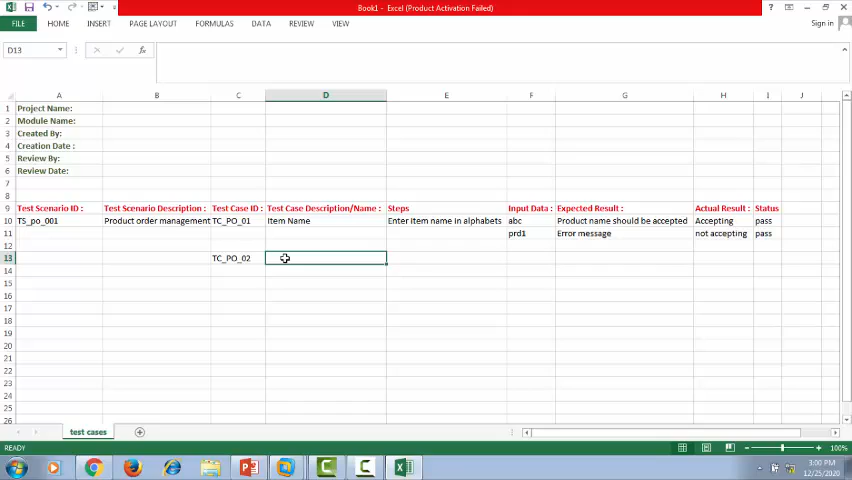 Book1 - Excel (Product Activation Failed)
FILE HOME INSERT PAGE LAYOUT FORMULAS DATA REVIEW VIEW Sign in
D13 fx
A B C D E F G H I J
1 Project Name:
2 Module Name:
3 Created By:
4 Creation Date :
5 Review By:
6 Review Date:
7
8
9 Test Scenario ID : Test Scenario Description : Test Case ID : Test Case Description/Name : Steps Input Data : Expected Result : Actual Result : Status
10 TS_po_001 Product order management TC_PO_01 Item Name Enter item name in alphabets abc Product name should be accepted Accepting pass
11 prd1 Error message not accepting pass
12
13 TC_PO_02
14
15
16
17
18
19
20
21
22
23
24
25
26
test cases
READY 100%
3:00 PM
12/25/2020